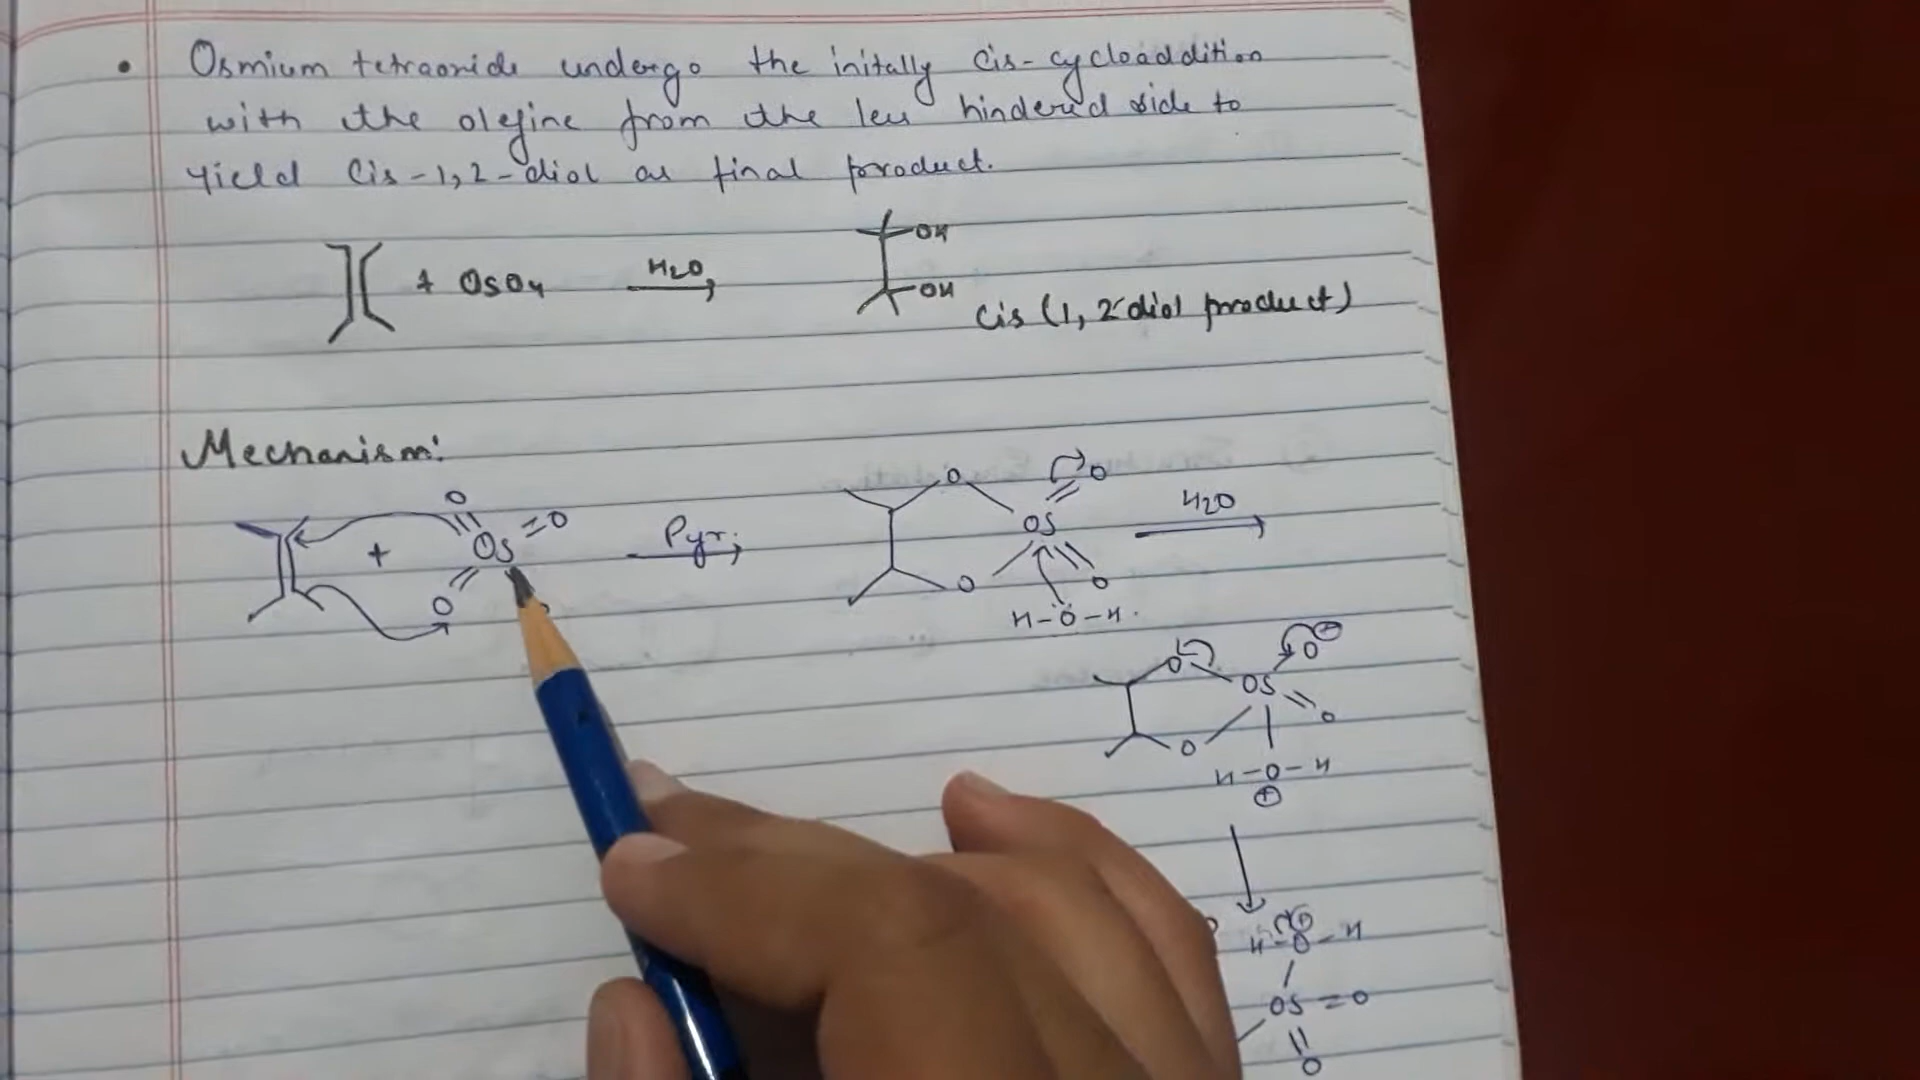 • Osmium tetraoxide undergo the initally cis-cycloaddition
with the olefine from the less hindered side to
yield Cis-1,2-diol as final product.
+ OsO4 H2O OH
OH
Cis (1, 2 diol product)
Mechanism:
O
+ Os =O
O
Pyr;
O O
Os
O O
H-Ö-H.
H2O
O O
Os
O O
H-O-H
+
H-O-H
Os=O
O